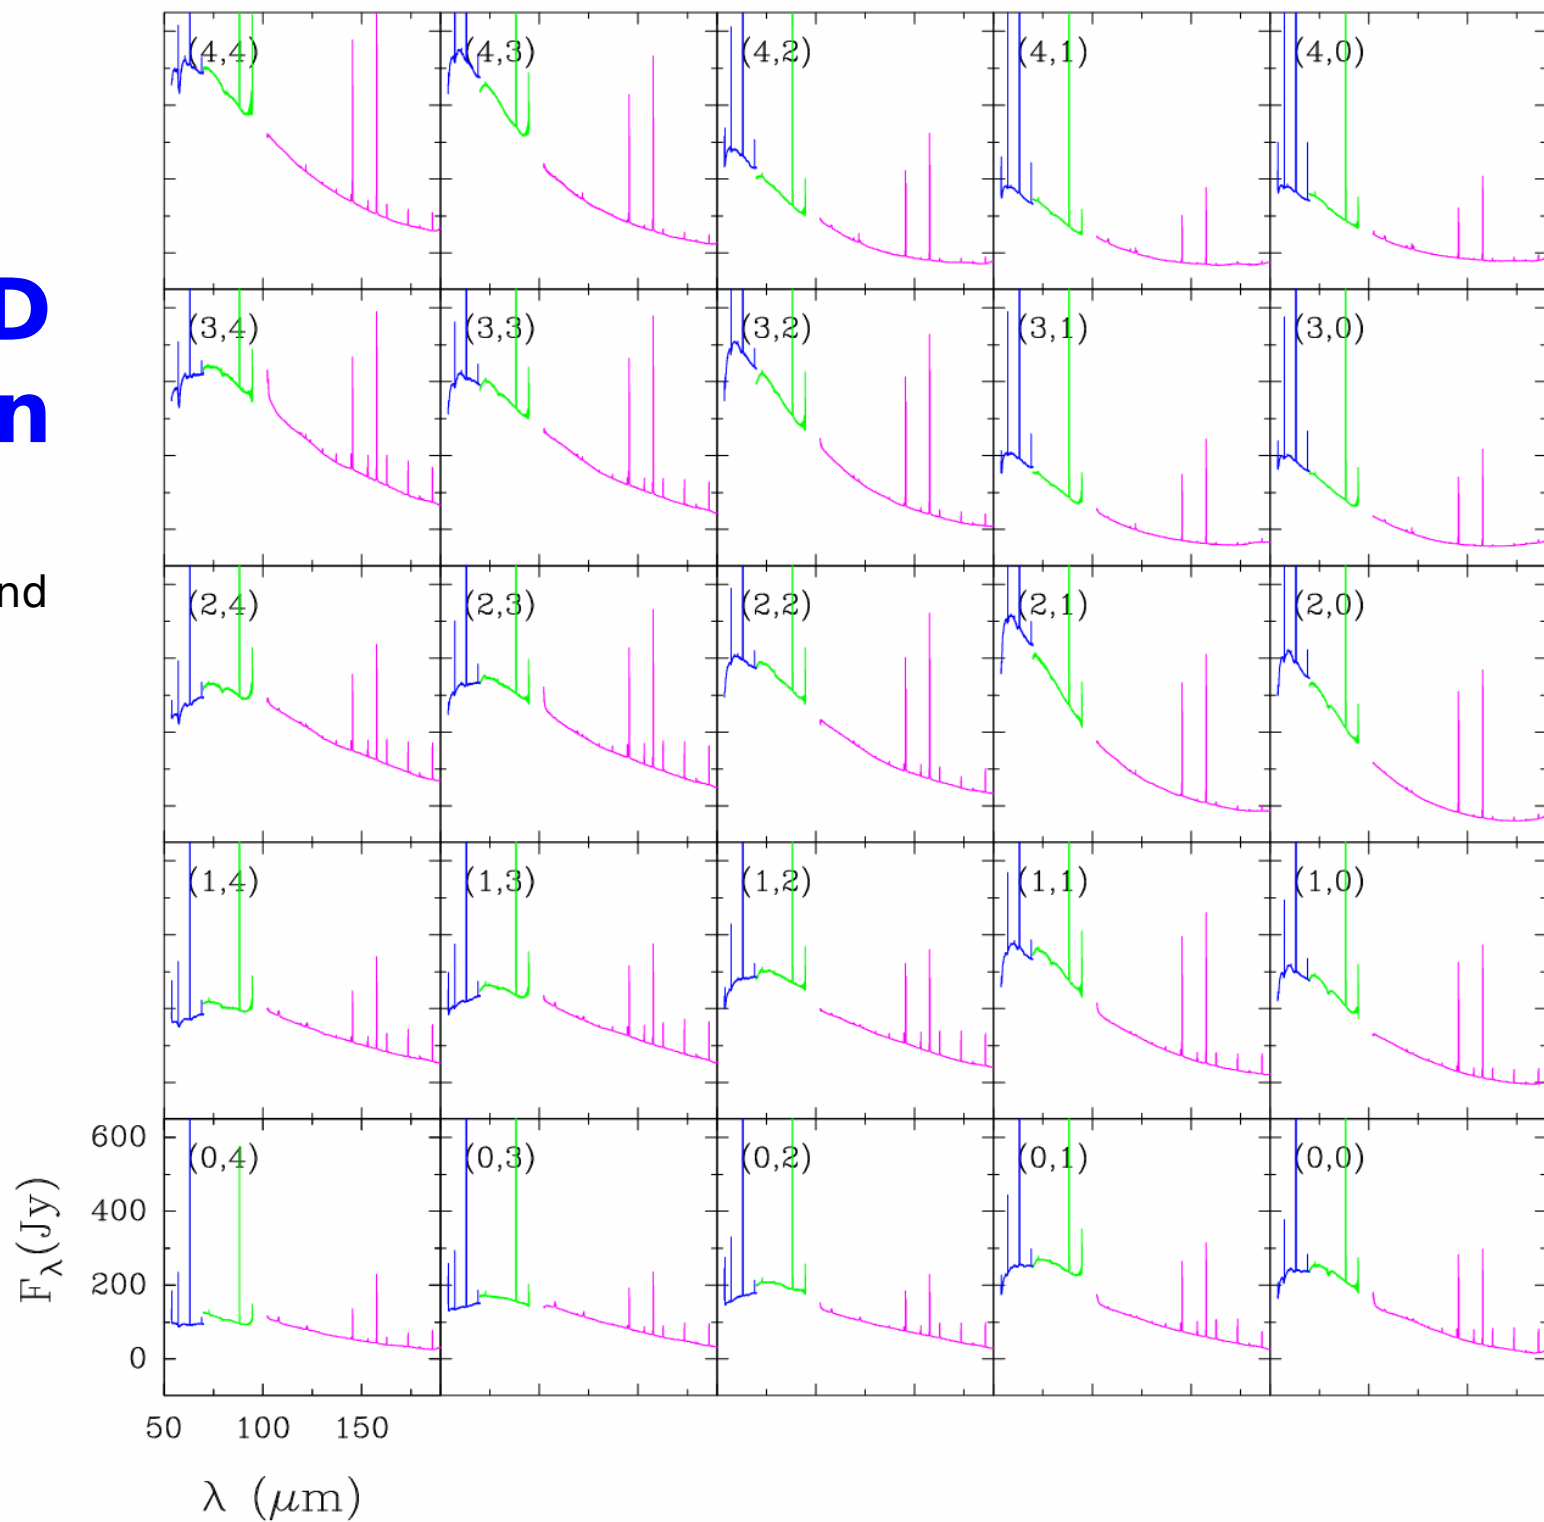 (4,4) (4,3) (4,2) (4,1) (4,0)
D
n
(3,4) (3,3) (3,2) (3,1) (3,0)
nd
(2,4) (2,3) (2,2) (2,1) (2,0)
(1,4) (1,3) (1,2) (1,1) (1,0)
(0,4) (0,3) (0,2) (0,1) (0,0)
600
400
200
0
Fλ(Jy)
50 100 150
λ (μm)